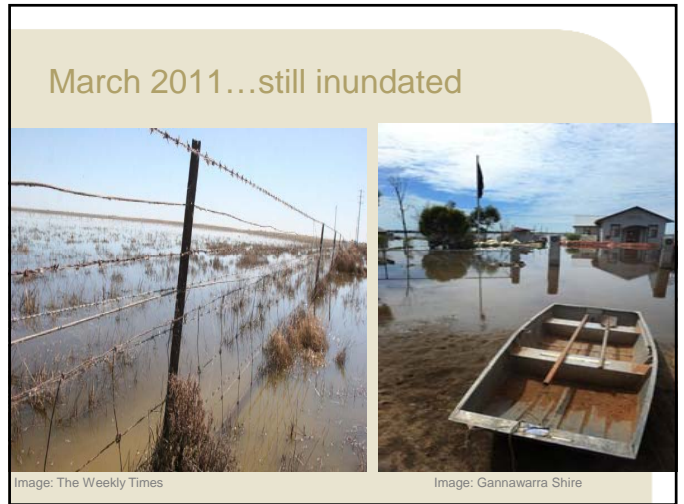 March 2011…still inundated
Image: The Weekly Times
Image: Gannawarra Shire